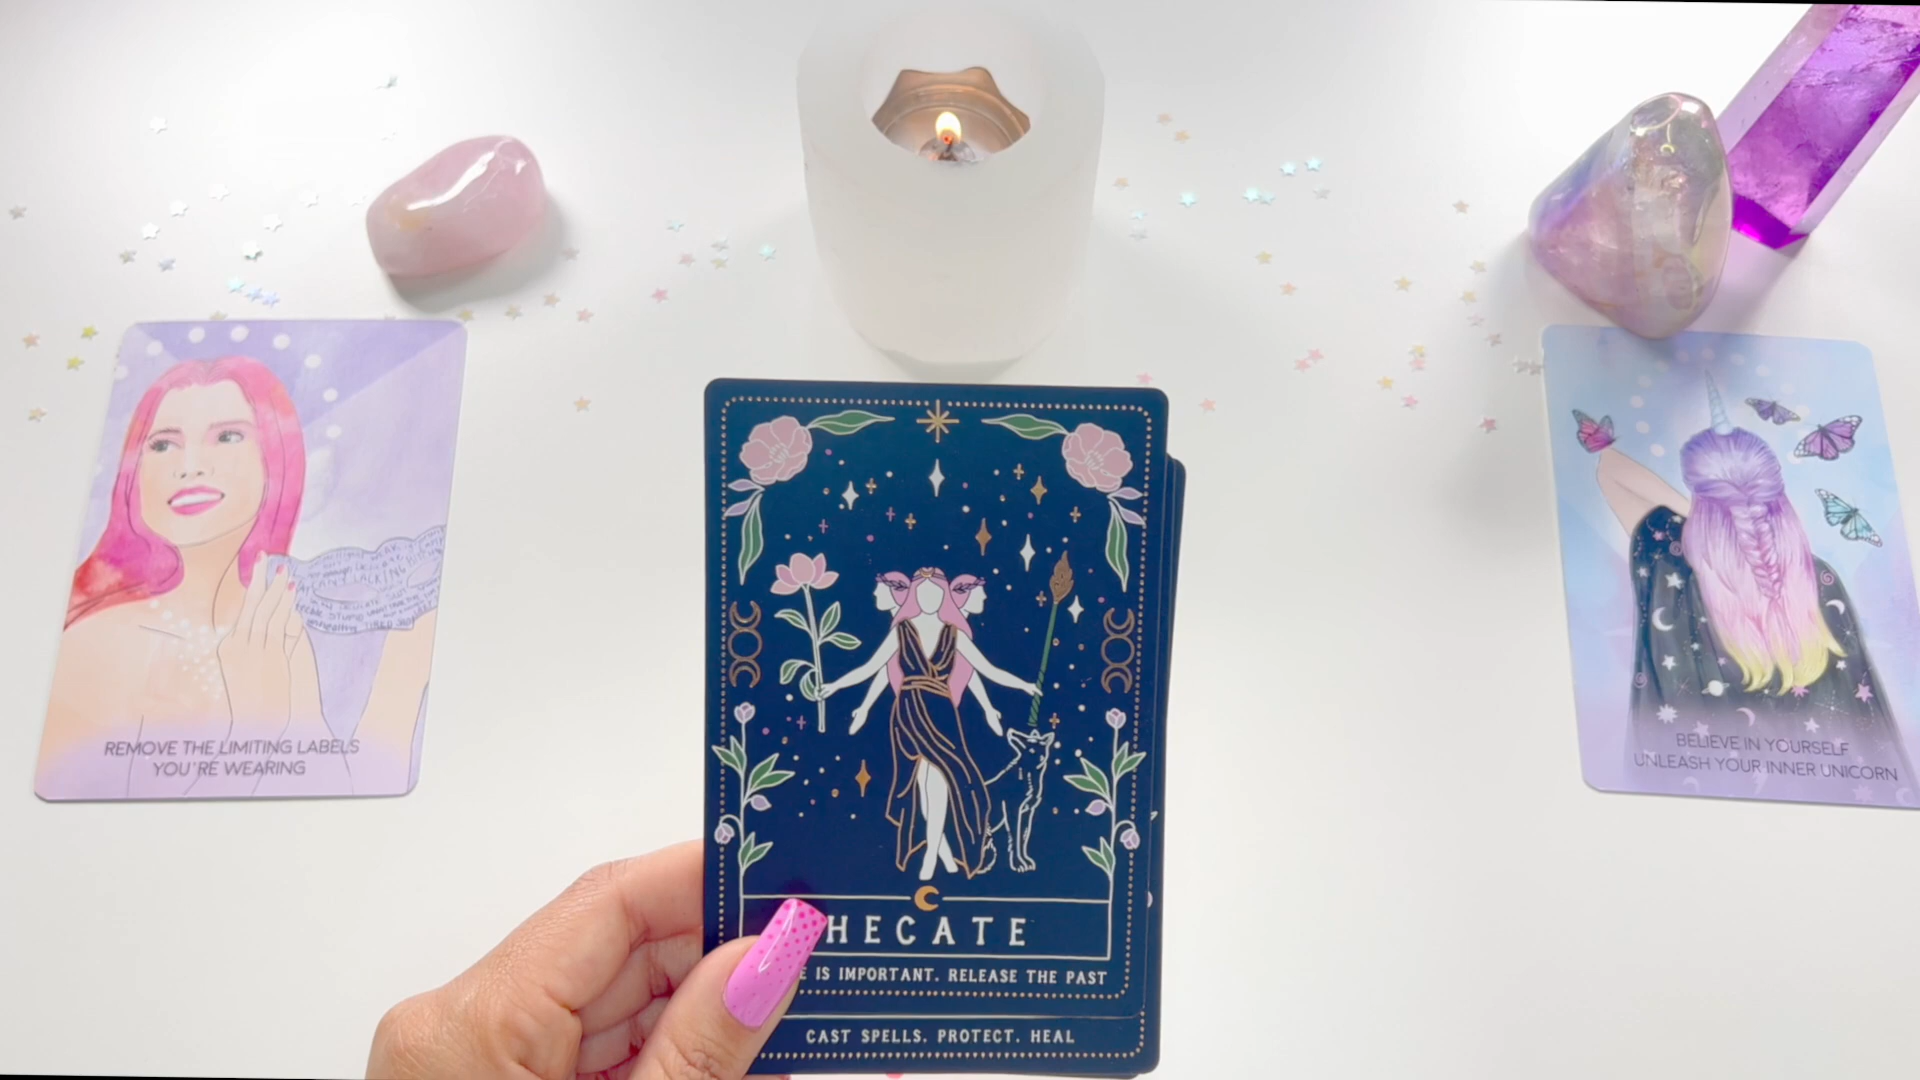 REMOVE THE LIMITING LABELS
YOU'RE WEARING
HECATE
IS IMPORTANT. RELEASE THE PAST
CAST SPELLS. PROTECT. HEAL
BELIEVE IN YOURSELF
UNLEASH YOUR INNER UNICORN